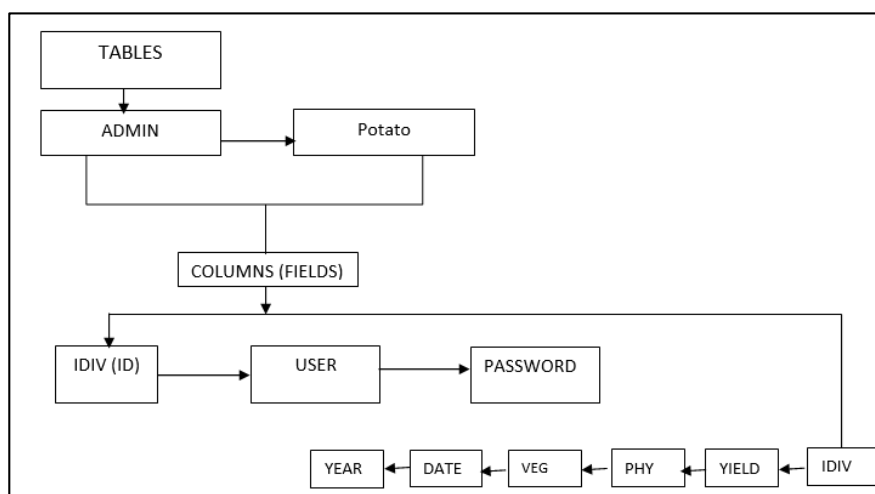 TABLES
ADMIN
Potato
COLUMNS (FIELDS)
IDIV (ID)
USER
PASSWORD
YEAR
DATE
VEG
PHY
YIELD
IDIV